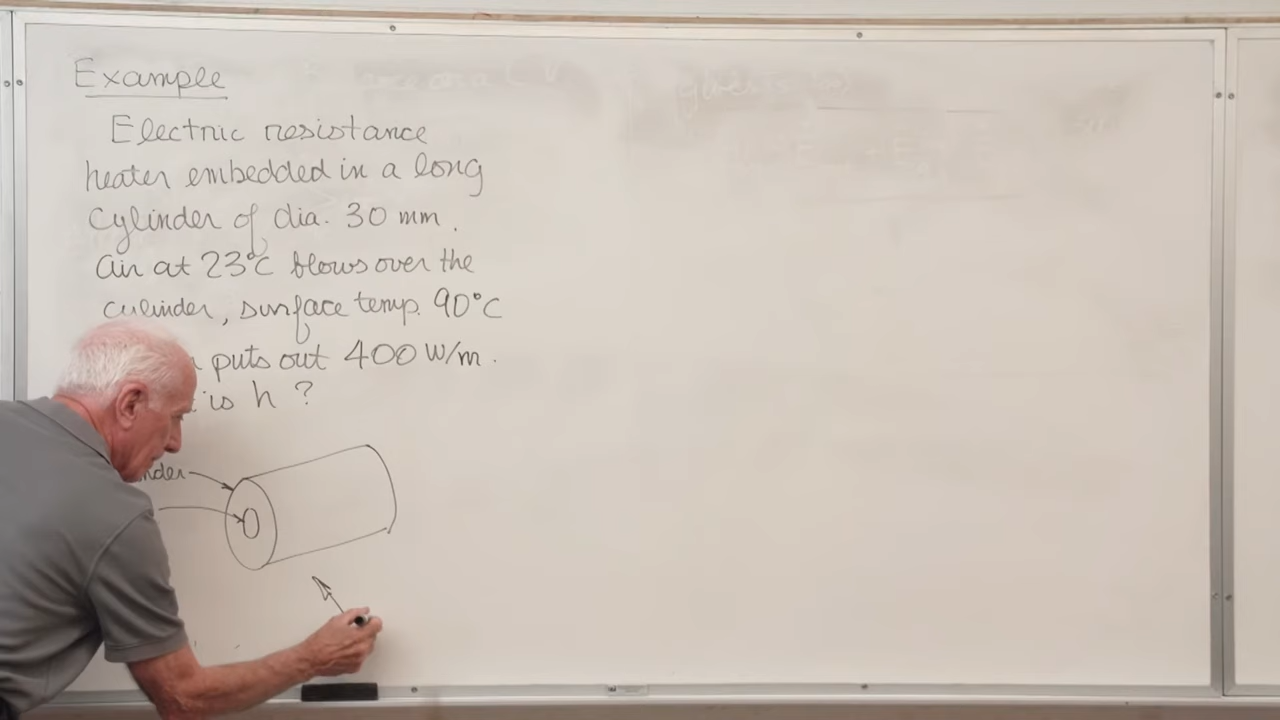 Example
Electric resistance
heater embedded in a long
cylinder of dia. 30 mm.
air at 23°C blows over the
cylinder, surface temp. 90°C
puts out 400 W/m.
is h ?